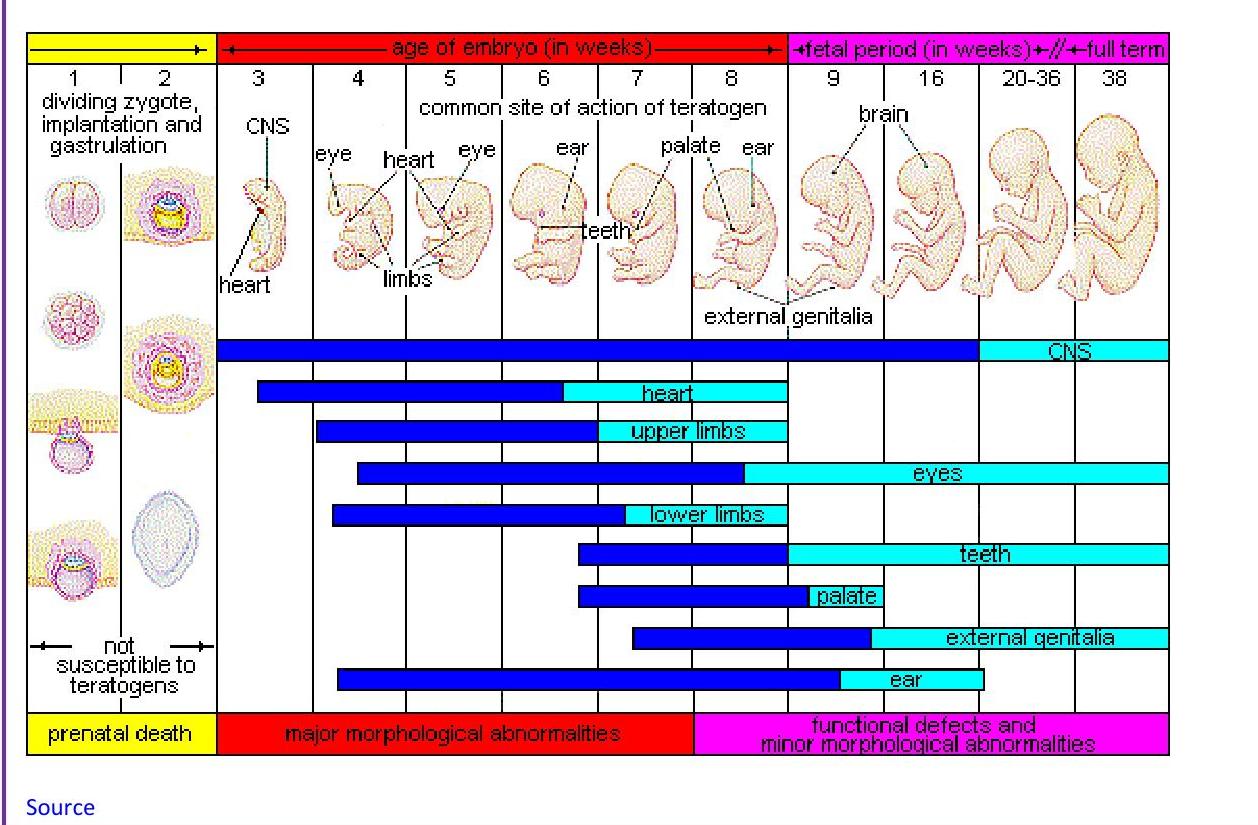 age of embryo (in weeks)
fetal period (in weeks)
full term
1 2 3 4 5 6 7 8 9 16 20-36 38
dividing zygote,
implantation and
gastrulation
common site of action of teratogen
CNS
heart
eye
heart
eye
limbs
ear
teeth
palate
ear
brain
external genitalia
CNS
heart
upper limbs
eyes
lower limbs
teeth
palate
external genitalia
ear
not
susceptible to
teratogens
prenatal death
major morphological abnormalities
functional defects and
minor morphological abnormalities
Source